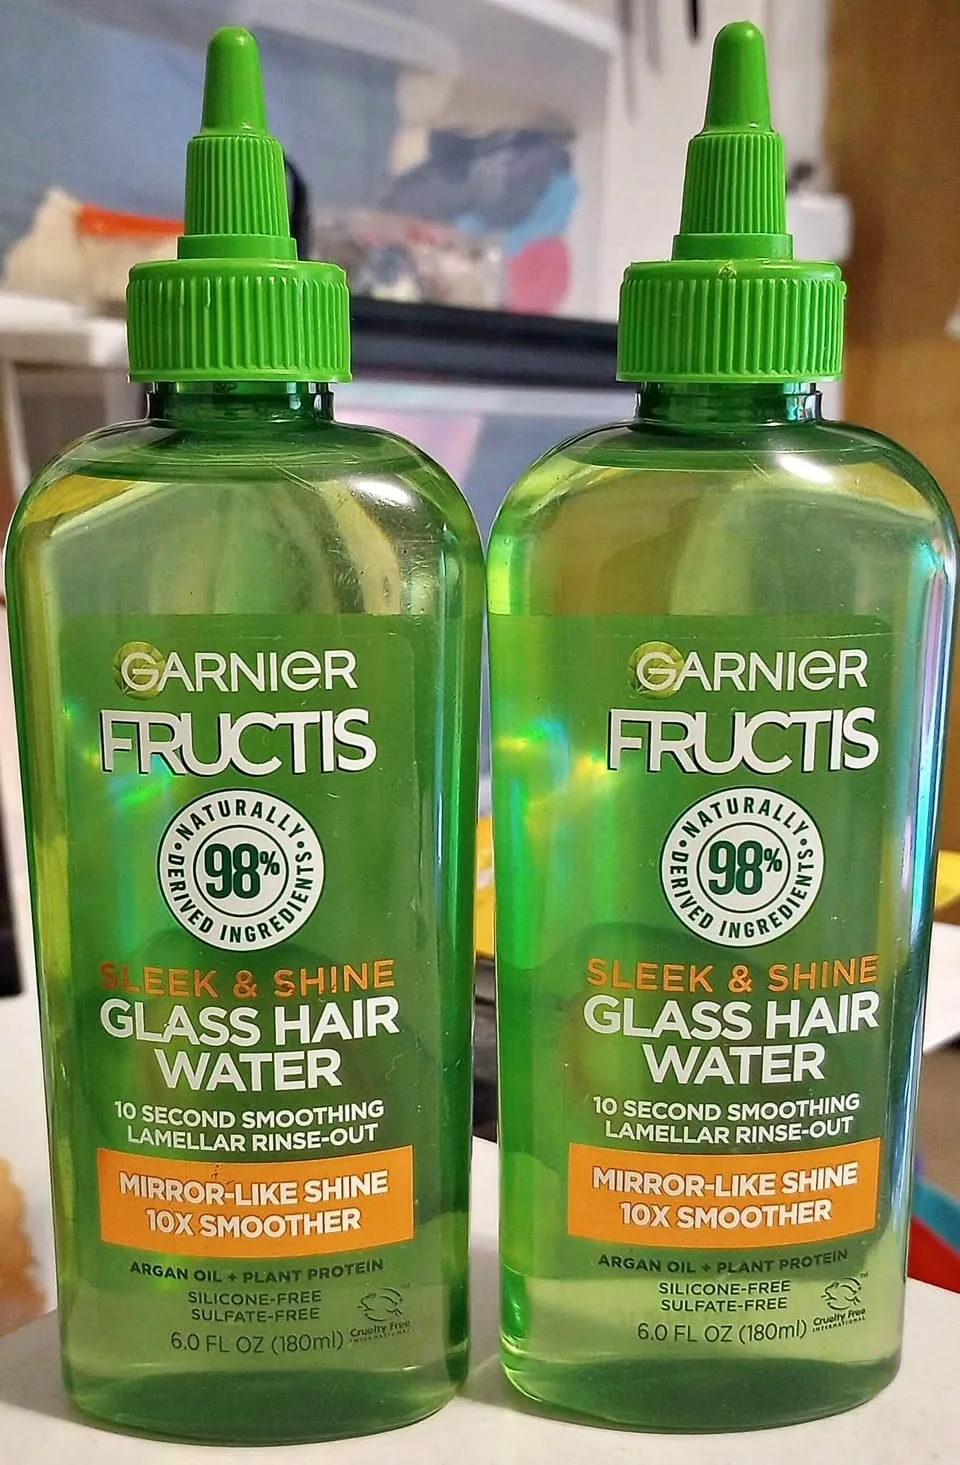 GARNIER
FRUCTIS
NATURALLY
98%
DERIVED INGREDIENTS
SLEEK & SHINE
GLASS HAIR
WATER
10 SECOND SMOOTHING
LAMELLAR RINSE-OUT
MIRROR-LIKE SHINE
10X SMOOTHER
ARGAN OIL + PLANT PROTEIN
SILICONE-FREE
SULFATE-FREE
Cruelty Free
INTERNATIONAL
6.0 FL OZ (180ml)
GARNIER
FRUCTIS
NATURALLY
98%
DERIVED INGREDIENTS
SLEEK & SHINE
GLASS HAIR
WATER
10 SECOND SMOOTHING
LAMELLAR RINSE-OUT
MIRROR-LIKE SHINE
10X SMOOTHER
ARGAN OIL + PLANT PROTEIN
SILICONE-FREE
SULFATE-FREE
TM
Cruelty Free
INTERNATIONAL
6.0 FL OZ (180ml)